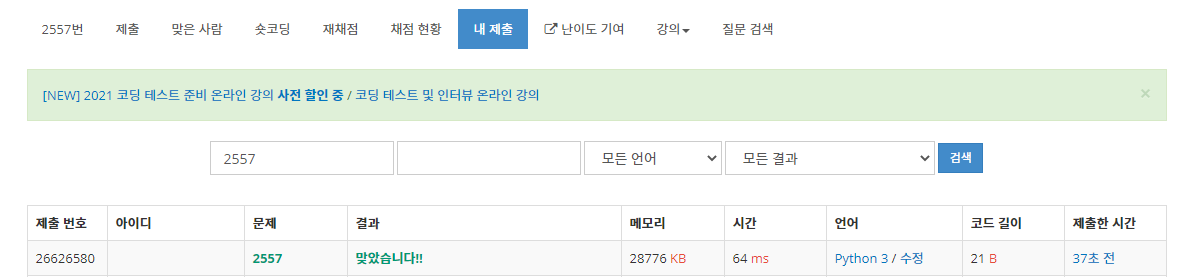 2557번 제출 맞은 사람 숏코딩 재채점 채점 현황 내 제출 난이도 기여 강의 질문 검색
[NEW] 2021 코딩 테스트 준비 온라인 강의 사전 할인 중 / 코딩 테스트 및 인터뷰 온라인 강의 ×
2557 모든 언어 모든 결과 검색
제출 번호 아이디 문제 결과 메모리 시간 언어 코드 길이 제출한 시간
26626580 2557 맞았습니다!! 28776 KB 64 ms Python 3 / 수정 21 B 37초 전